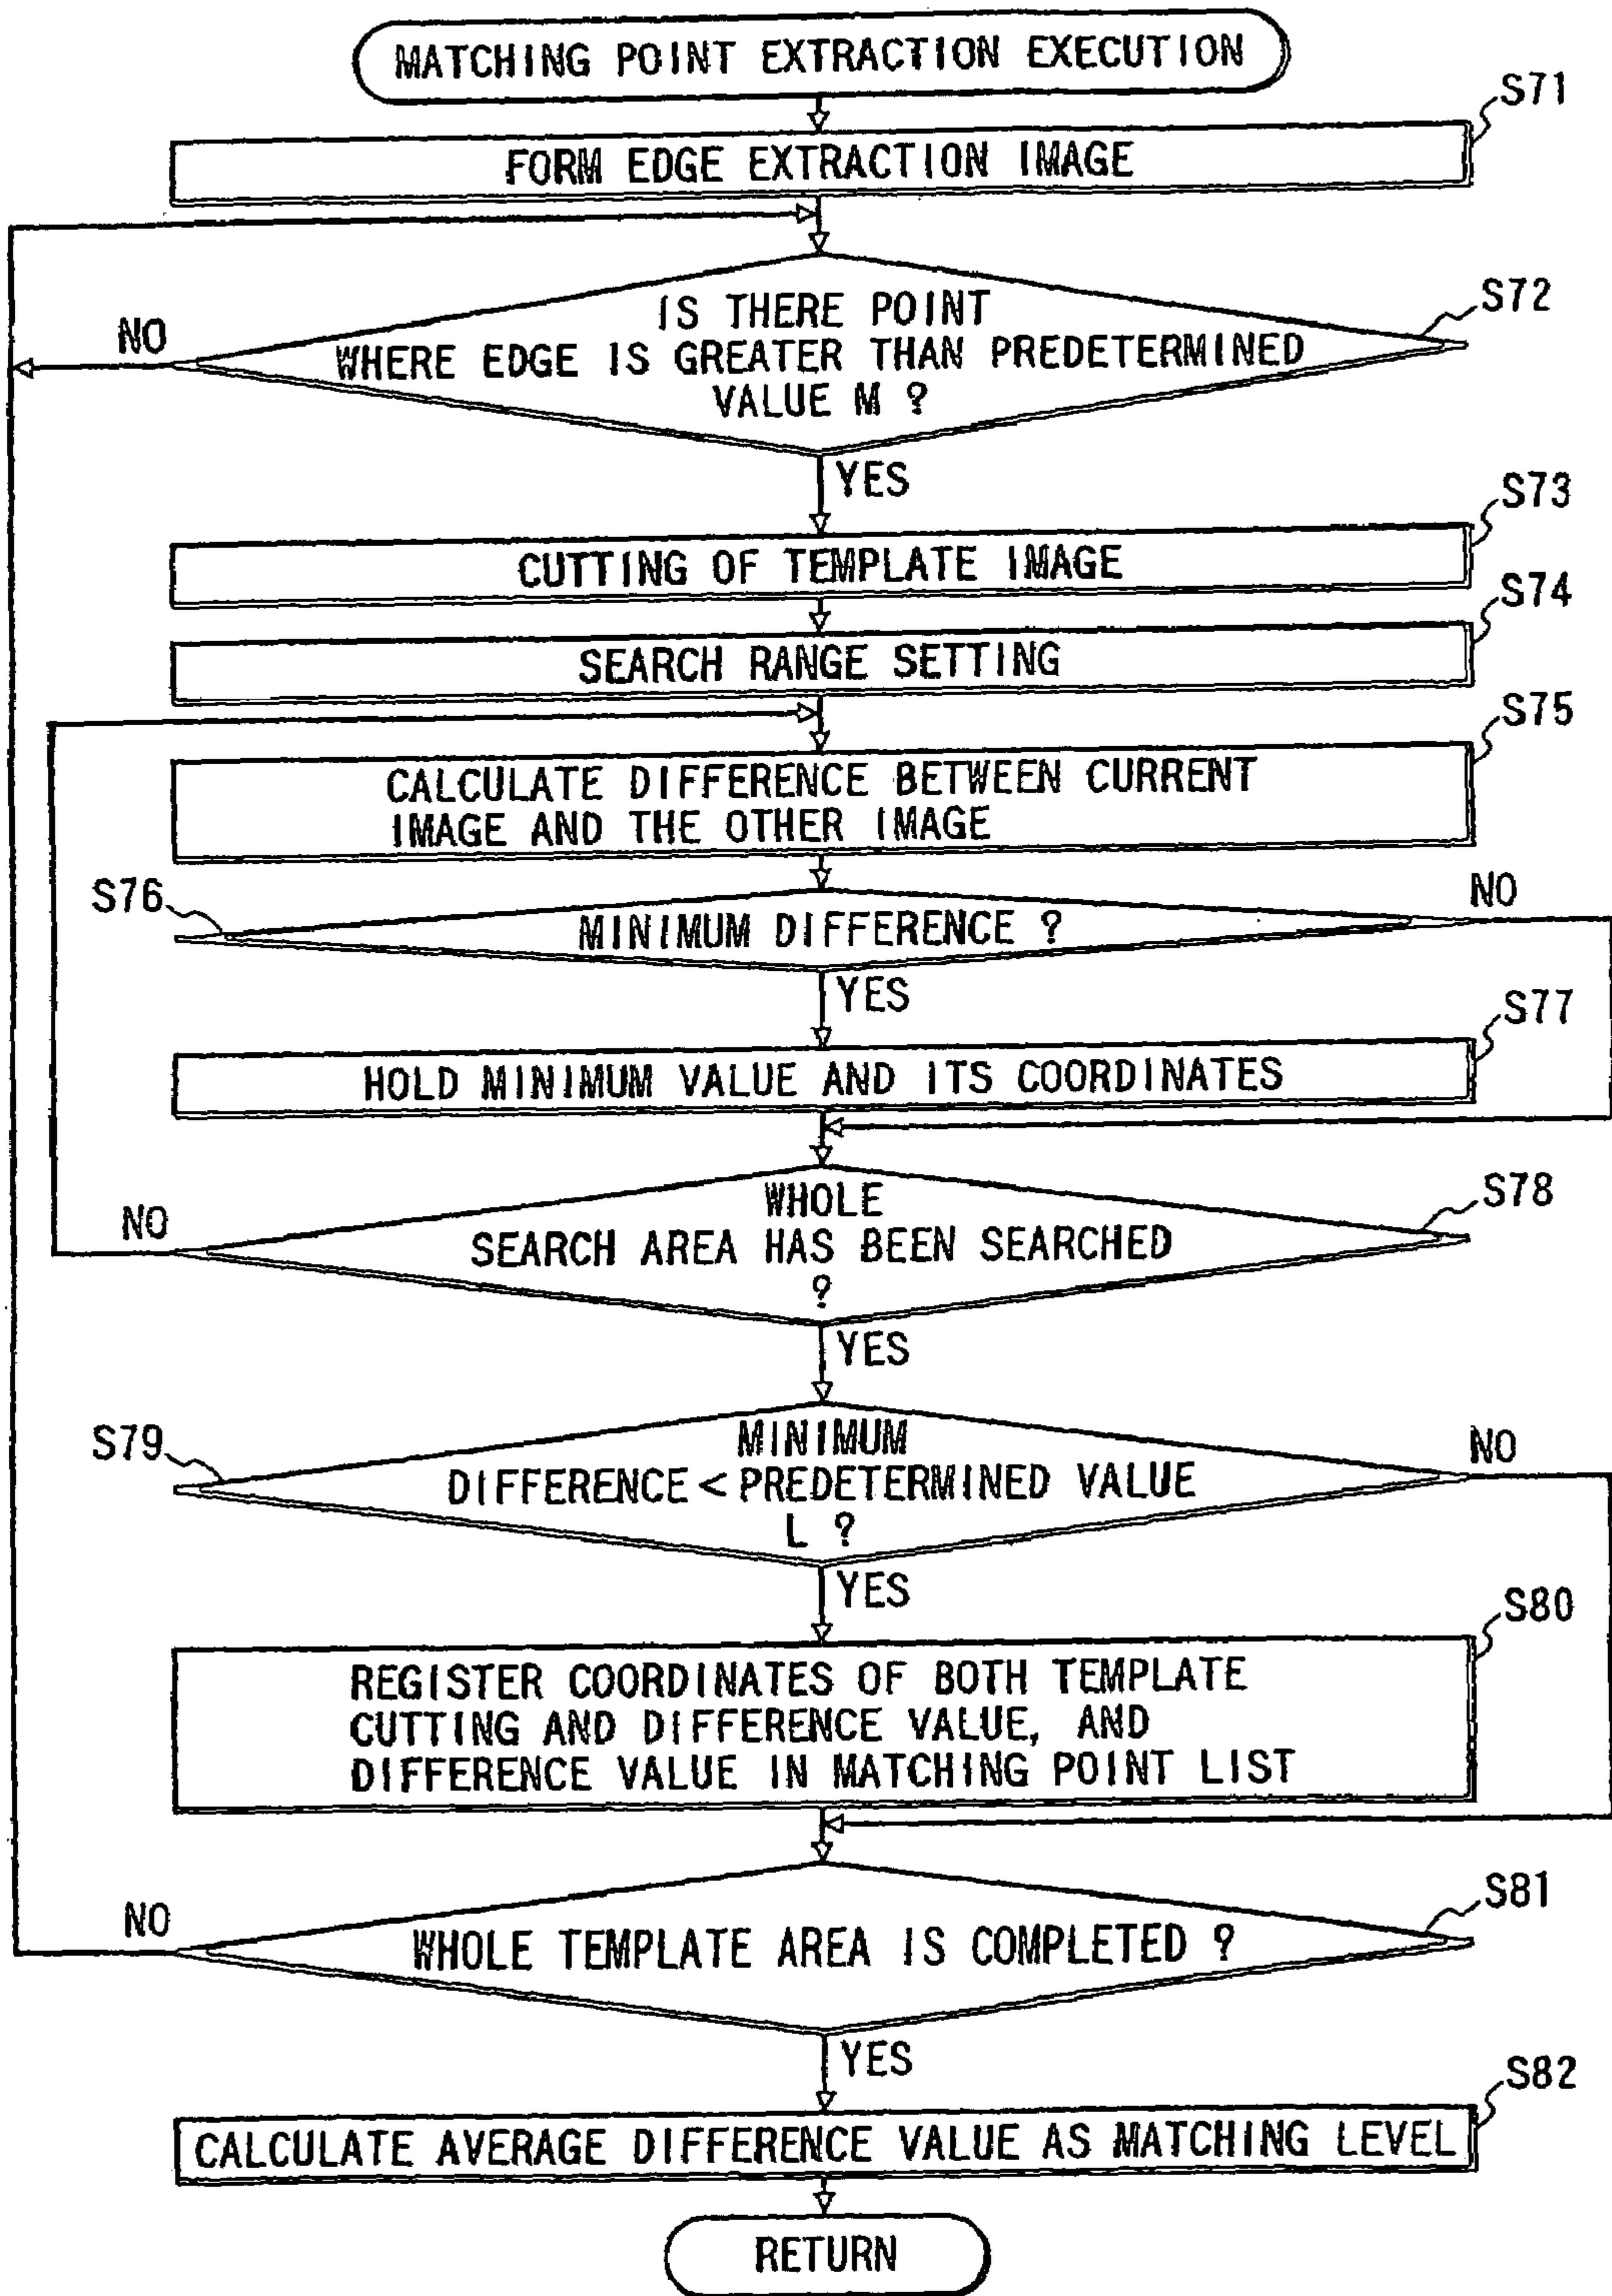 MATCHING POINT EXTRACTION EXECUTION
S71
FORM EDGE EXTRACTION IMAGE
S72
IS THERE POINT
WHERE EDGE IS GREATER THAN PREDETERMINED
VALUE M ?
NO
YES
S73
CUTTING OF TEMPLATE IMAGE
S74
SEARCH RANGE SETTING
S75
CALCULATE DIFFERENCE BETWEEN CURRENT
IMAGE AND THE OTHER IMAGE
S76
NO
MINIMUM DIFFERENCE ?
YES
S77
HOLD MINIMUM VALUE AND ITS COORDINATES
S78
WHOLE
NO
SEARCH AREA HAS BEEN SEARCHED
?
YES
S79
MINIMUM
NO
DIFFERENCE < PREDETERMINED VALUE
L ?
YES
S80
REGISTER COORDINATES OF BOTH TEMPLATE
CUTTING AND DIFFERENCE VALUE, AND
DIFFERENCE VALUE IN MATCHING POINT LIST
S81
NO
WHOLE TEMPLATE AREA IS COMPLETED ?
YES
S82
CALCULATE AVERAGE DIFFERENCE VALUE AS MATCHING LEVEL
RETURN